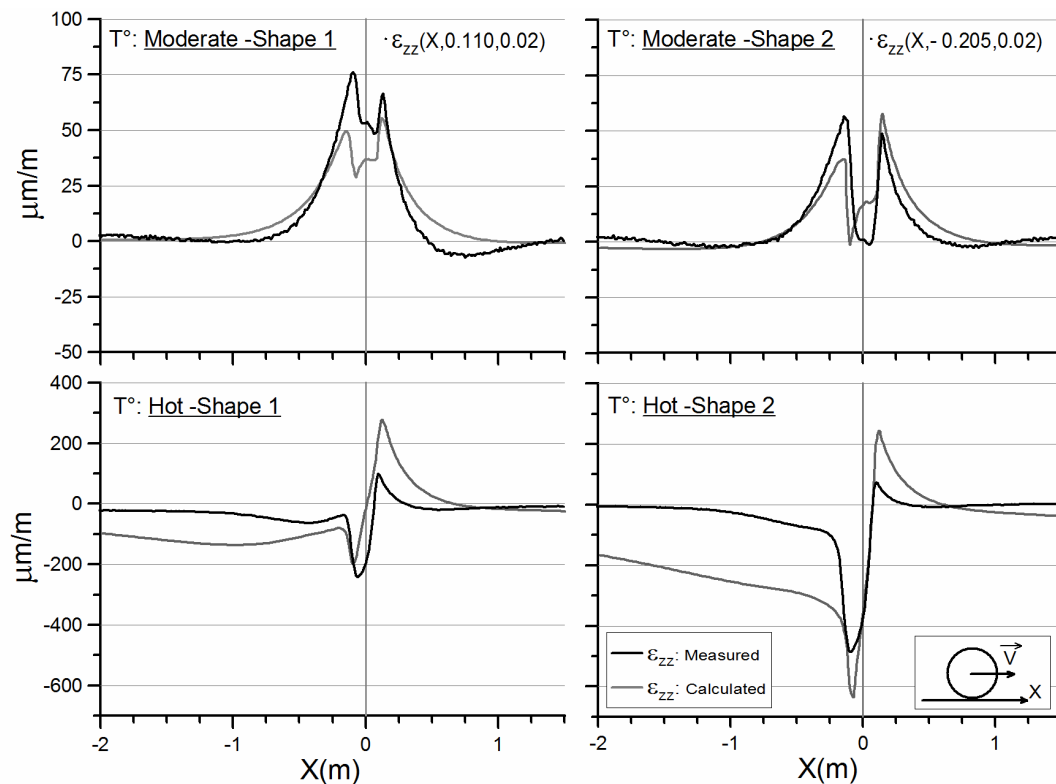 T°: Moderate -Shape 1
· εzz(X,0.110,0.02)
T°: Moderate -Shape 2
· εzz(X,- 0.205,0.02)
100
75
50
25
0
-25
-50
μm/m
T°: Hot -Shape 1
T°: Hot -Shape 2
400
200
0
-200
-400
-600
μm/m
εzz: Measured
εzz: Calculated
V
X
-2
-1
0
1
-2
-1
0
1
X(m)
X(m)